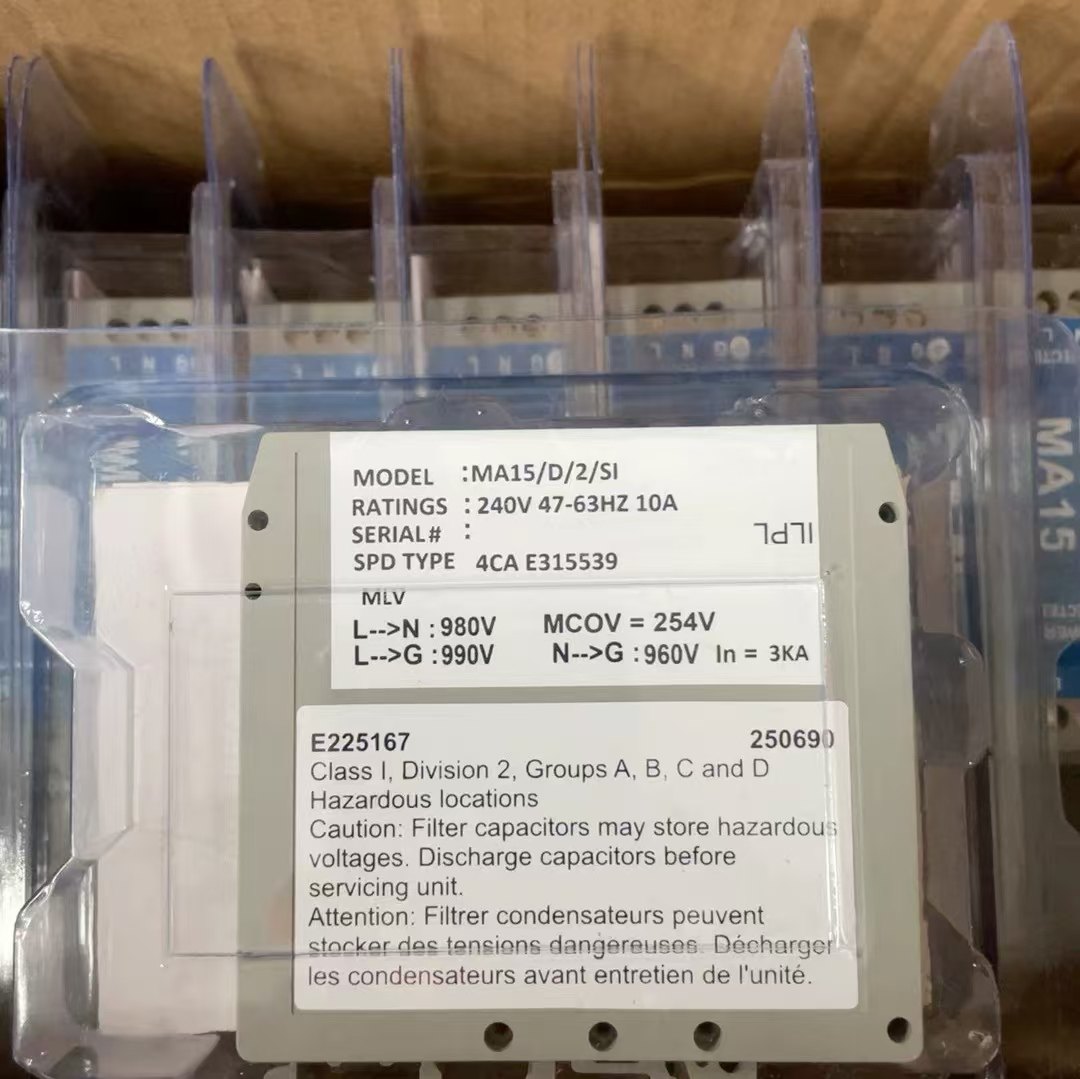 MODEL :MA15/D/2/SI
RATINGS : 240V 47-63HZ 10A
SERIAL# :
ILPL
SPD TYPE 4CA E315539
MLV
L-->N : 980V MCOV = 254V
L-->G : 990V N-->G : 960V In = 3KA
E225167 250690
Class I, Division 2, Groups A, B, C and D
Hazardous locations
Caution: Filter capacitors may store hazardous
voltages. Discharge capacitors before
servicing unit.
Attention: Filtrer condensateurs peuvent
stocker des tensions dangereuses. Décharger
les condensateurs avant entretien de l'unité.
MA15
G N L